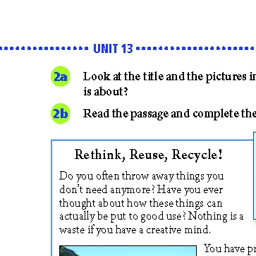 UNIT 13
2a Look at the title and the pictures in
is about?
2b Read the passage and complete the
Rethink, Reuse, Recycle!
Do you often throw away things you
don't need anymore? Have you ever
thought about how these things can
actually be put to good use? Nothing is a
waste if you have a creative mind.
You have